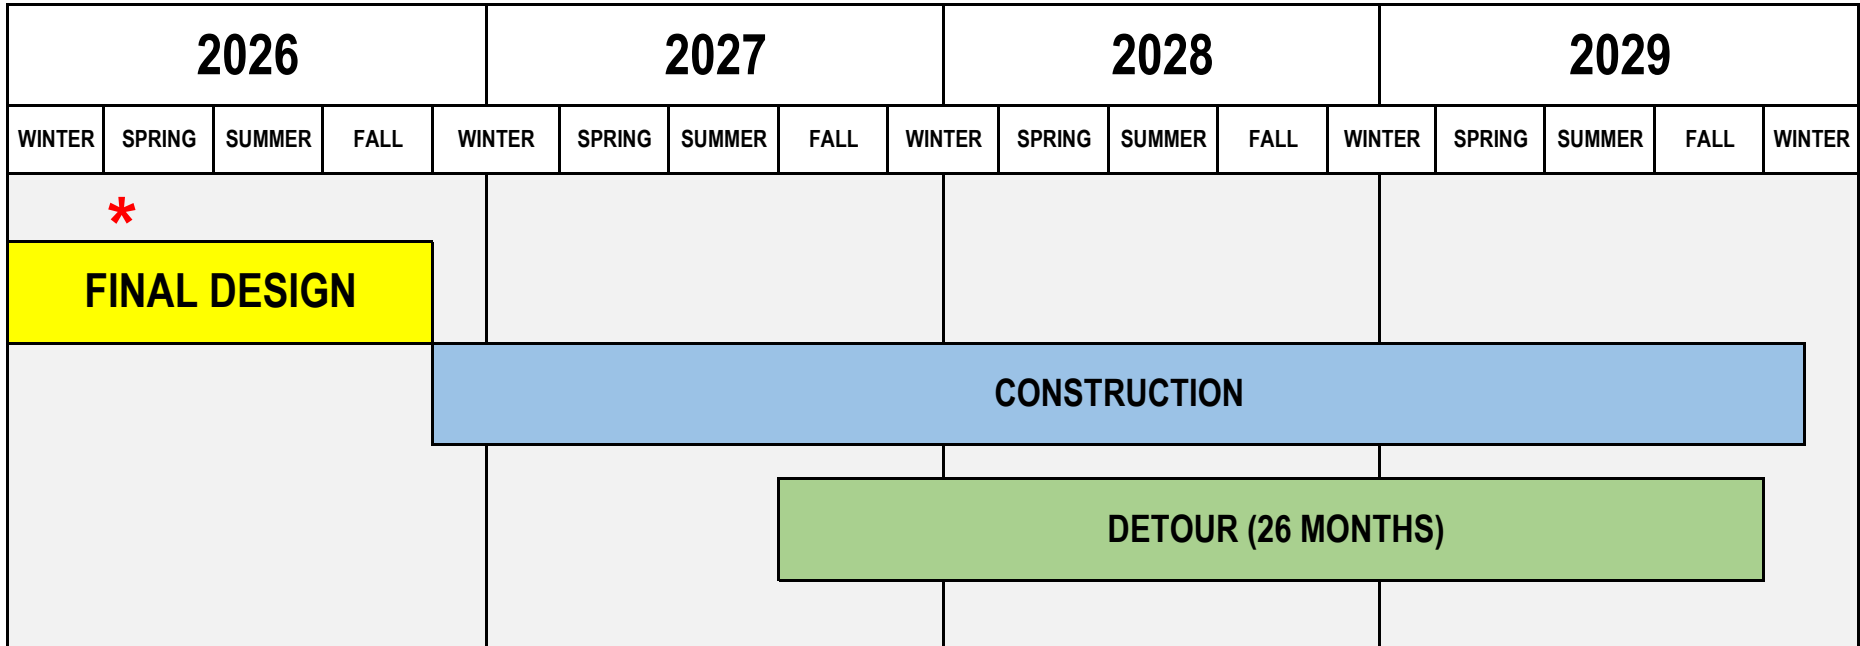 2026 2027 2028 2029
WINTER SPRING SUMMER FALL WINTER SPRING SUMMER FALL WINTER SPRING SUMMER FALL WINTER SPRING SUMMER FALL WINTER
*
FINAL DESIGN
CONSTRUCTION
DETOUR (26 MONTHS)